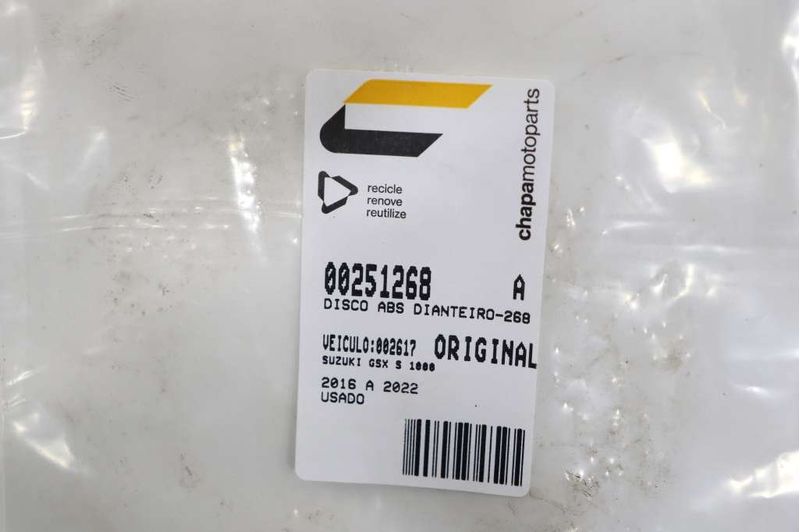 chapamotoparts
recicle
renove
reutilize
00251268 A
DISCO ABS DIANTEIRO-268
VEICULO:002617 ORIGINAL
SUZUKI GSX S 1000
2016 A 2022
USADO